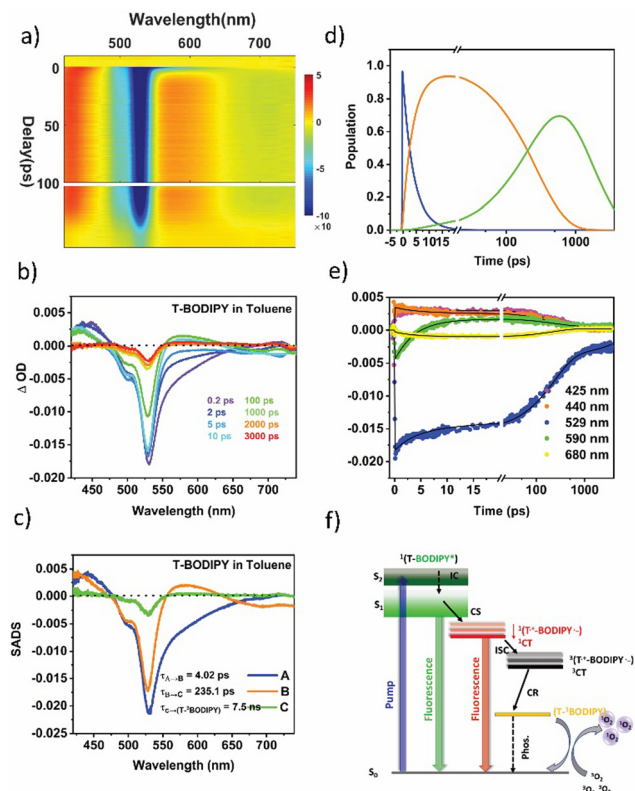 Wavelength(nm)
a)
500 600 700
0
50
100
Delay(ps)
5
0
-5
-10
×10
d)
1.0
0.8
0.6
0.4
0.2
0.0
Population
-5 0 5 10 15 100 1000
Time (ps)
b)
T-BODIPY in Toluene
0.005
0.000
-0.005
-0.010
-0.015
-0.020
Δ OD
0.2 ps 100 ps
2 ps 1000 ps
5 ps 2000 ps
10 ps 3000 ps
450 500 550 600 650 700
Wavelength (nm)
e)
0.005
0.000
-0.005
-0.010
-0.015
-0.020
425 nm
440 nm
529 nm
590 nm
680 nm
0 5 10 15 100 1000
Time (ps)
c)
T-BODIPY in Toluene
0.005
0.000
-0.005
-0.010
-0.015
-0.020
-0.025
SADS
τA→B = 4.02 ps
τB→C = 235.1 ps
τC→(T-³BODIPY) = 7.5 ns
A
B
C
450 500 550 600 650 700
Wavelength (nm)
f)
¹(T-BODIPY*)
S₂
IC
S₁
CS
¹(T·⁺-BODIPY·-)
¹CT
ISC
³(T·⁺-BODIPY·-)
³CT
CR
(T-³BODIPY)
Pump
Fluorescence
Fluorescence
Phos.
S₀
¹O₂
¹O₂
¹O₂
³O₂
³O₂